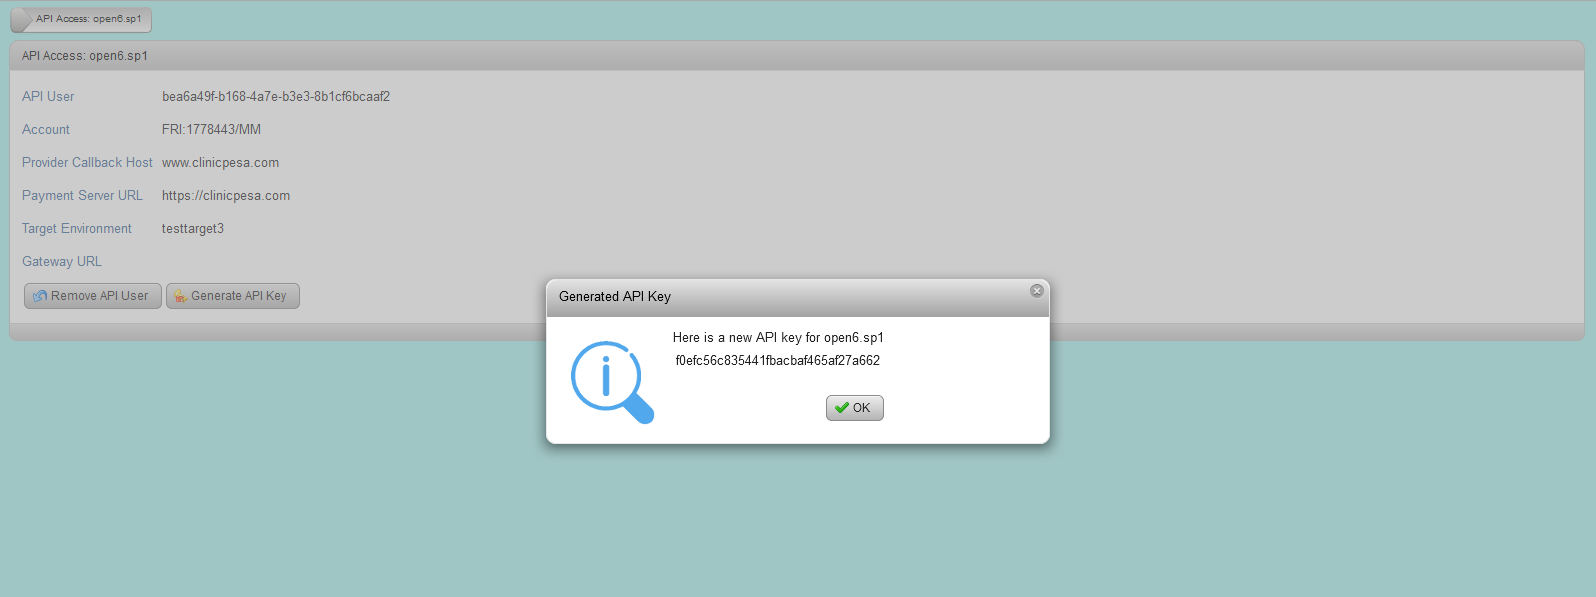 API Access: open6.sp1
API Access: open6.sp1
API User bea6a49f-b168-4a7e-b3e3-8b1cf6bcaaf2
Account FRI:1778443/MM
Provider Callback Host www.clinicpesa.com
Payment Server URL https://clinicpesa.com
Target Environment testtarget3
Gateway URL
Remove API User Generate API Key
Generated API Key
Here is a new API key for open6.sp1
f0efc56c835441fbacbaf465af27a662
OK